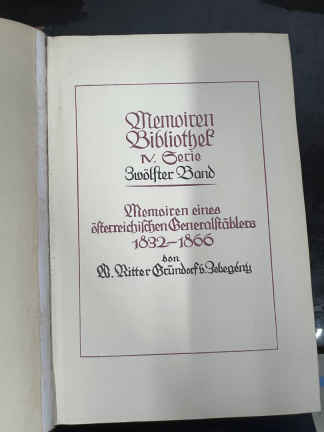 Memoiren
Bibliothek
IV. Serie
Zwölfter Band
Memoiren eines
österreichischen Generalstäblers
1832–1866
von
W. Ritter Gründorf v. Zebegény